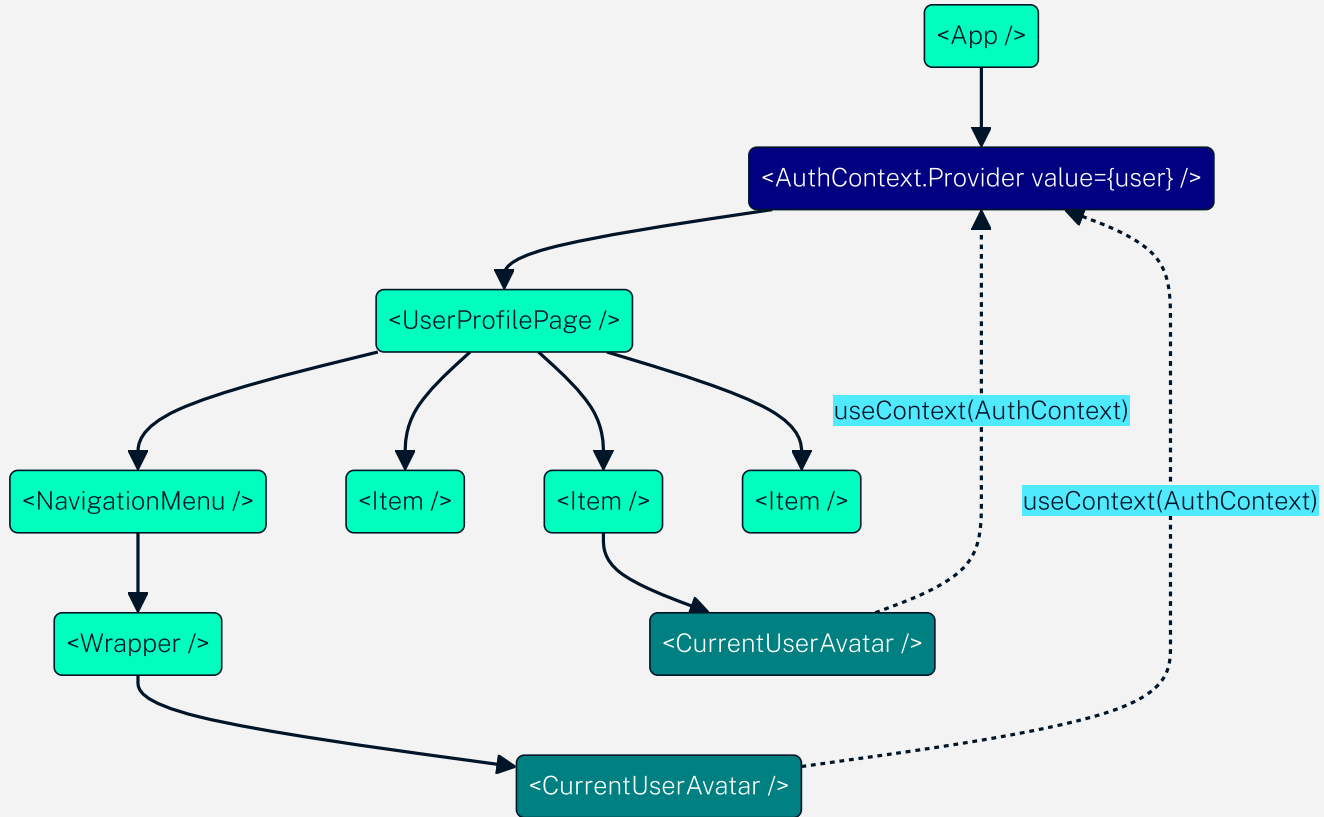 <App />
<AuthContext.Provider value={user} />
<UserProfilePage />
useContext(AuthContext)
<NavigationMenu />
<Item />
<Item />
<Item />
useContext(AuthContext)
<Wrapper />
<CurrentUserAvatar />
<CurrentUserAvatar />